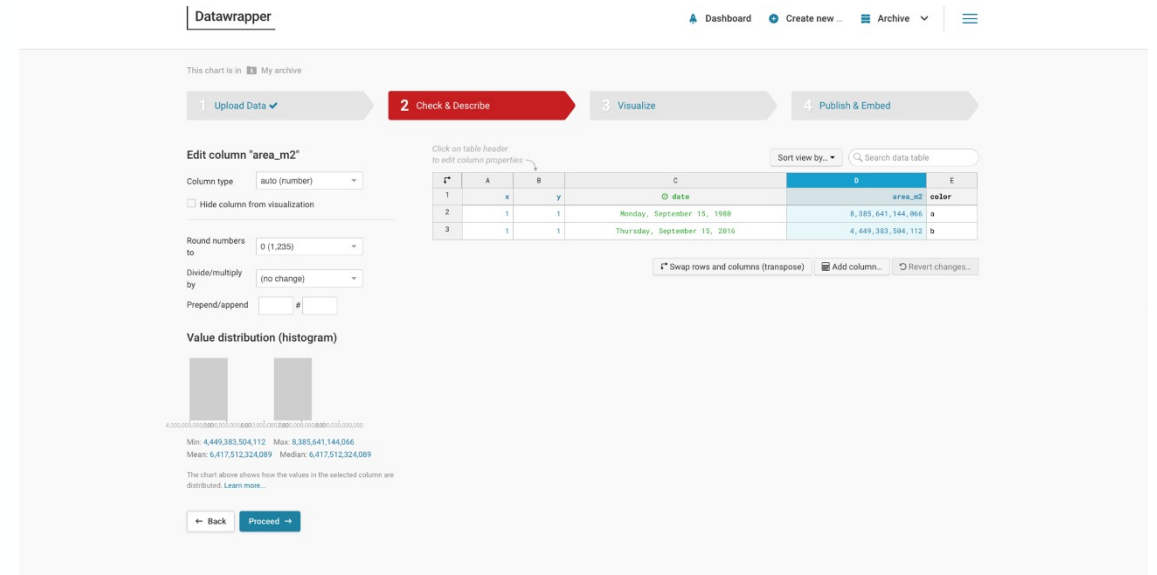 Datawrapper
Dashboard Create new ... Archive
This chart is in My archive
1 Upload Data 2 Check & Describe 3 Visualize 4 Publish & Embed
Edit column "area_m2"
Column type auto (number)
Hide column from visualization
Round numbers to 0 (1,235)
Divide/multiply by (no change)
Prepend/append #
Value distribution (histogram)
Min: 4,449,383,504,112 Max: 8,385,641,144,066
Mean: 6,417,512,324,089 Median: 6,417,512,324,089
The chart above shows how the values in the selected column are
distributed. Learn more...
← Back Proceed →
Click on table header
to edit column properties
Sort view by... Search data table
A B C D E
1 x y date area_m2 color
2 1 1 Monday, September 15, 1980 8,385,641,144,066 a
3 1 1 Thursday, September 15, 2016 4,449,383,504,112 b
Swap rows and columns (transpose) Add column... Revert changes...